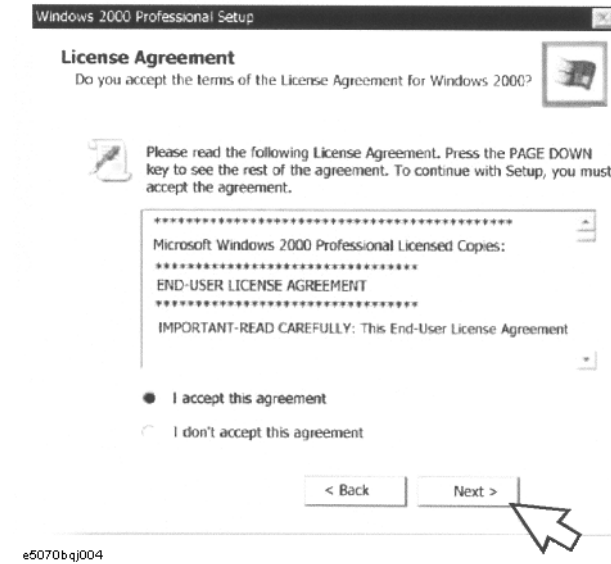 Windows 2000 Professional Setup
License Agreement
Do you accept the terms of the License Agreement for Windows 2000?
Please read the following License Agreement. Press the PAGE DOWN
key to see the rest of the agreement. To continue with Setup, you must
accept the agreement.
**********************************************
Microsoft Windows 2000 Professional Licensed Copies:
*********************************
END-USER LICENSE AGREEMENT
*********************************
IMPORTANT-READ CAREFULLY: This End-User License Agreement
I accept this agreement
I don't accept this agreement
< Back
Next >
e5070bqj004